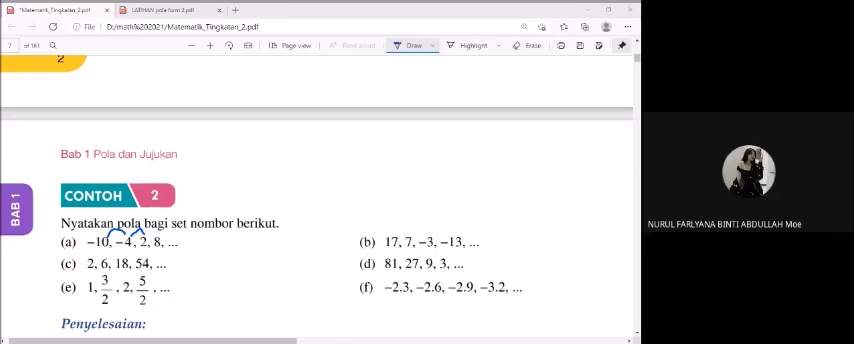 *Matematik_Tingkatan_2.pdf
LATIHAN pola form 2.pdf
File
D:/math%202021/Matematik_Tingkatan_2.pdf
7 of 161
Page view
Read aloud
Draw
Highlight
Erase
2
Bab 1 Pola dan Jujukan
BAB 1
CONTOH 2
Nyatakan pola bagi set nombor berikut.
(a) −10, −4, 2, 8, ...
(b) 17, 7, −3, −13, ...
(c) 2, 6, 18, 54, ...
(d) 81, 27, 9, 3, ...
(e) 1, 3/2, 2, 5/2, ...
(f) −2.3, −2.6, −2.9, −3.2, ...
Penyelesaian:
NURUL FARLYANA BINTI ABDULLAH Moe